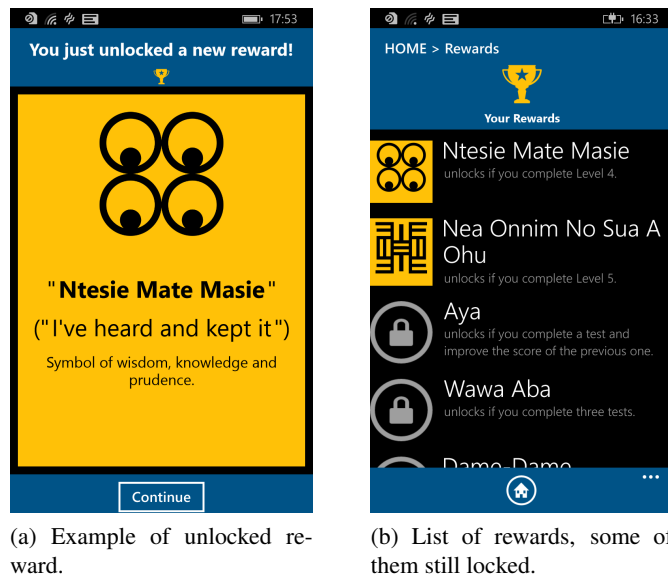 17:53
You just unlocked a new reward!
"Ntesie Mate Masie"
("I've heard and kept it")
Symbol of wisdom, knowledge and
prudence.
Continue
(a) Example of unlocked re-
ward.
16:33
HOME > Rewards
Your Rewards
Ntesie Mate Masie
unlocks if you complete Level 4.
Nea Onnim No Sua A
Ohu
unlocks if you complete Level 5.
Aya
unlocks if you complete a test and
improve the score of the previous one.
Wawa Aba
unlocks if you complete three tests.
Dame-Dame
(b) List of rewards, some of
them still locked.